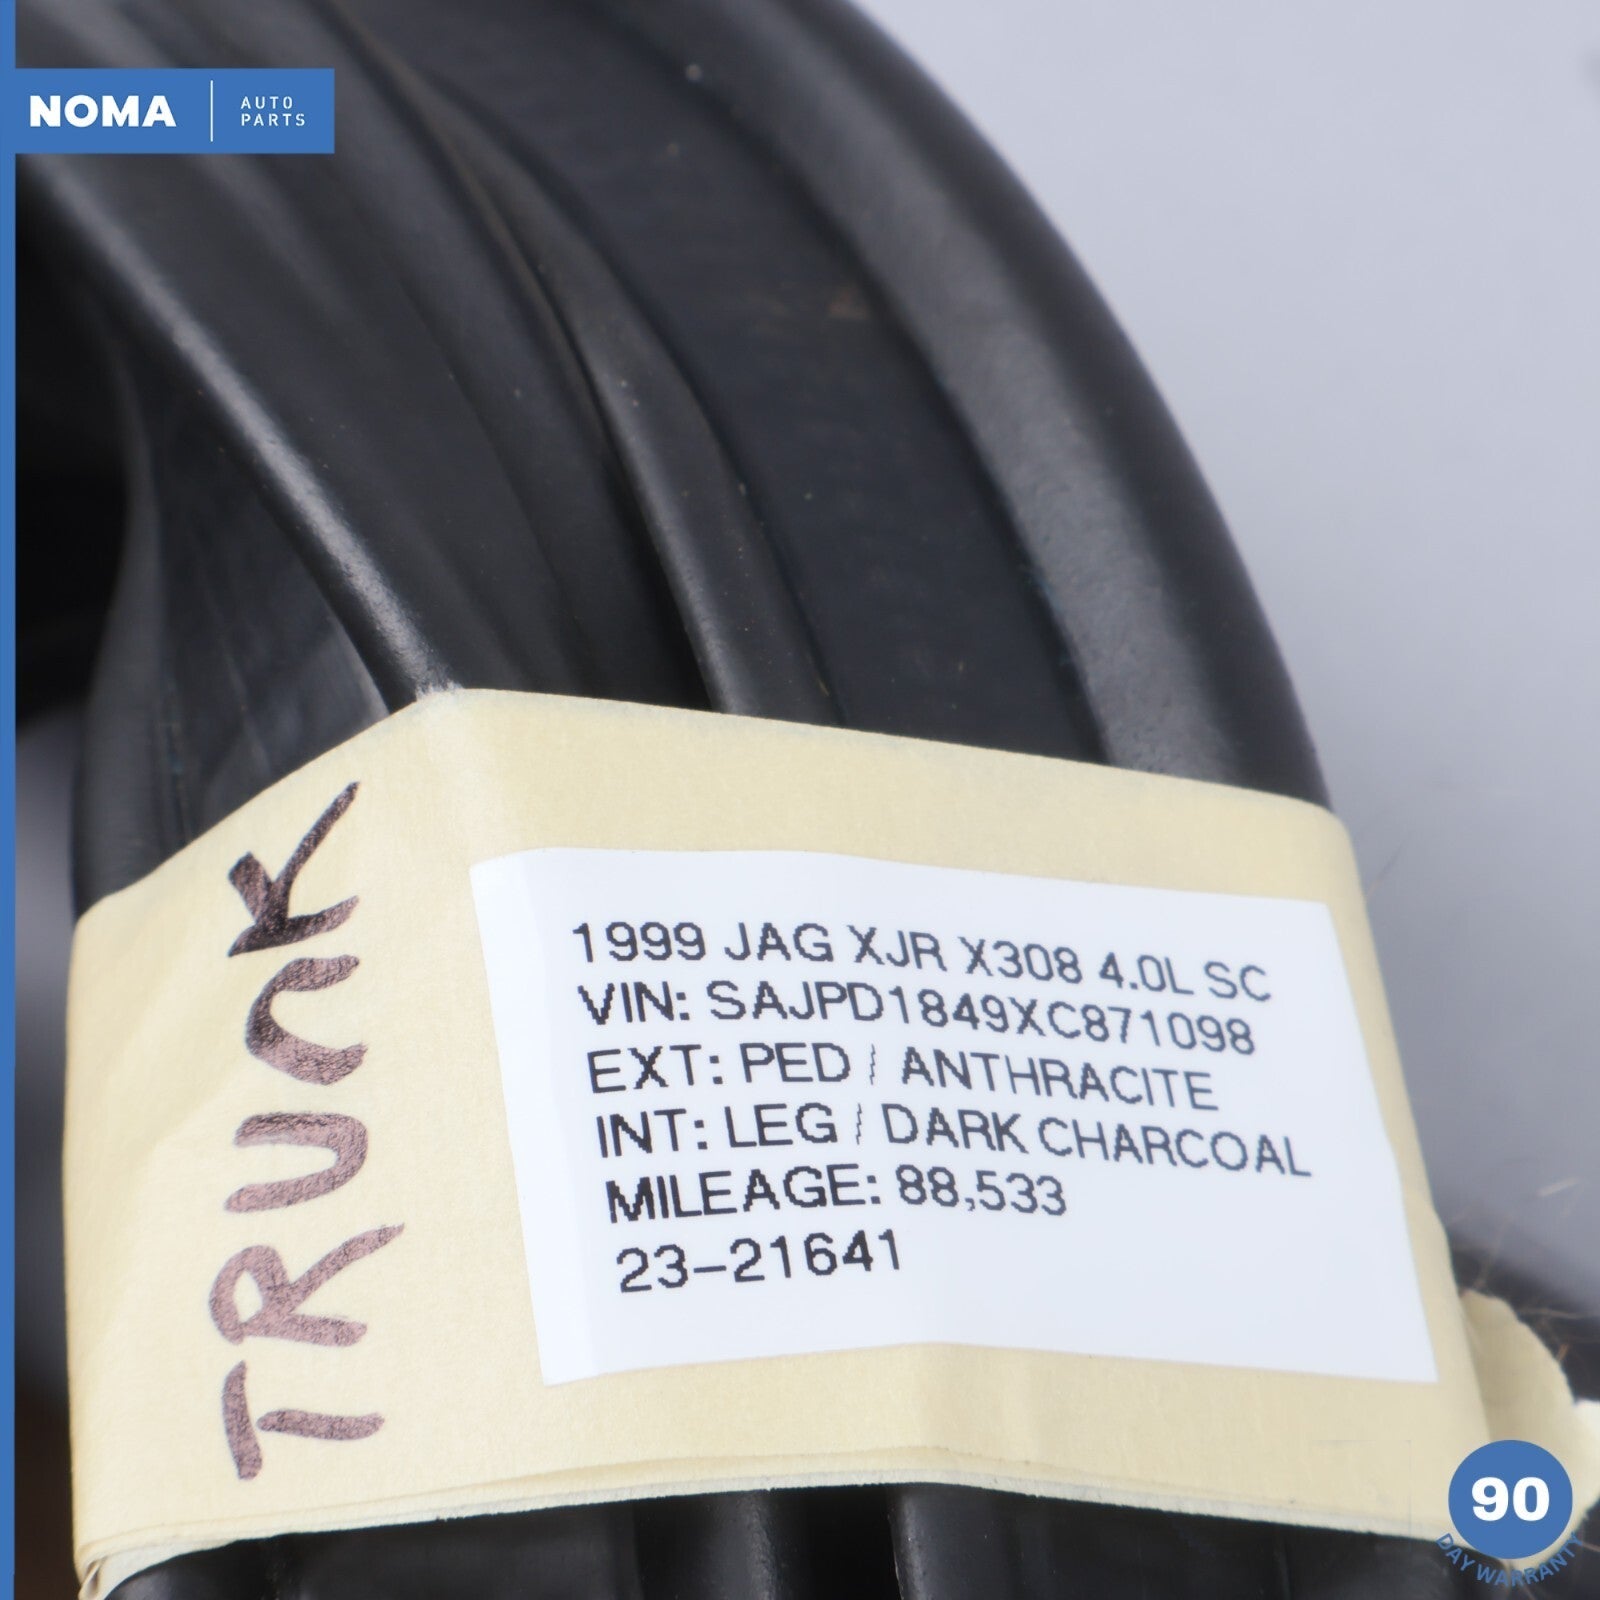 NOMA
AUTO
PARTS
TRUNK
1999 JAG XJR X308 4.0L SC
VIN: SAJPD1849XC871098
EXT: PED / ANTHRACITE
INT: LEG / DARK CHARCOAL
MILEAGE: 88,533
23-21641
90
DAY WARRANTY